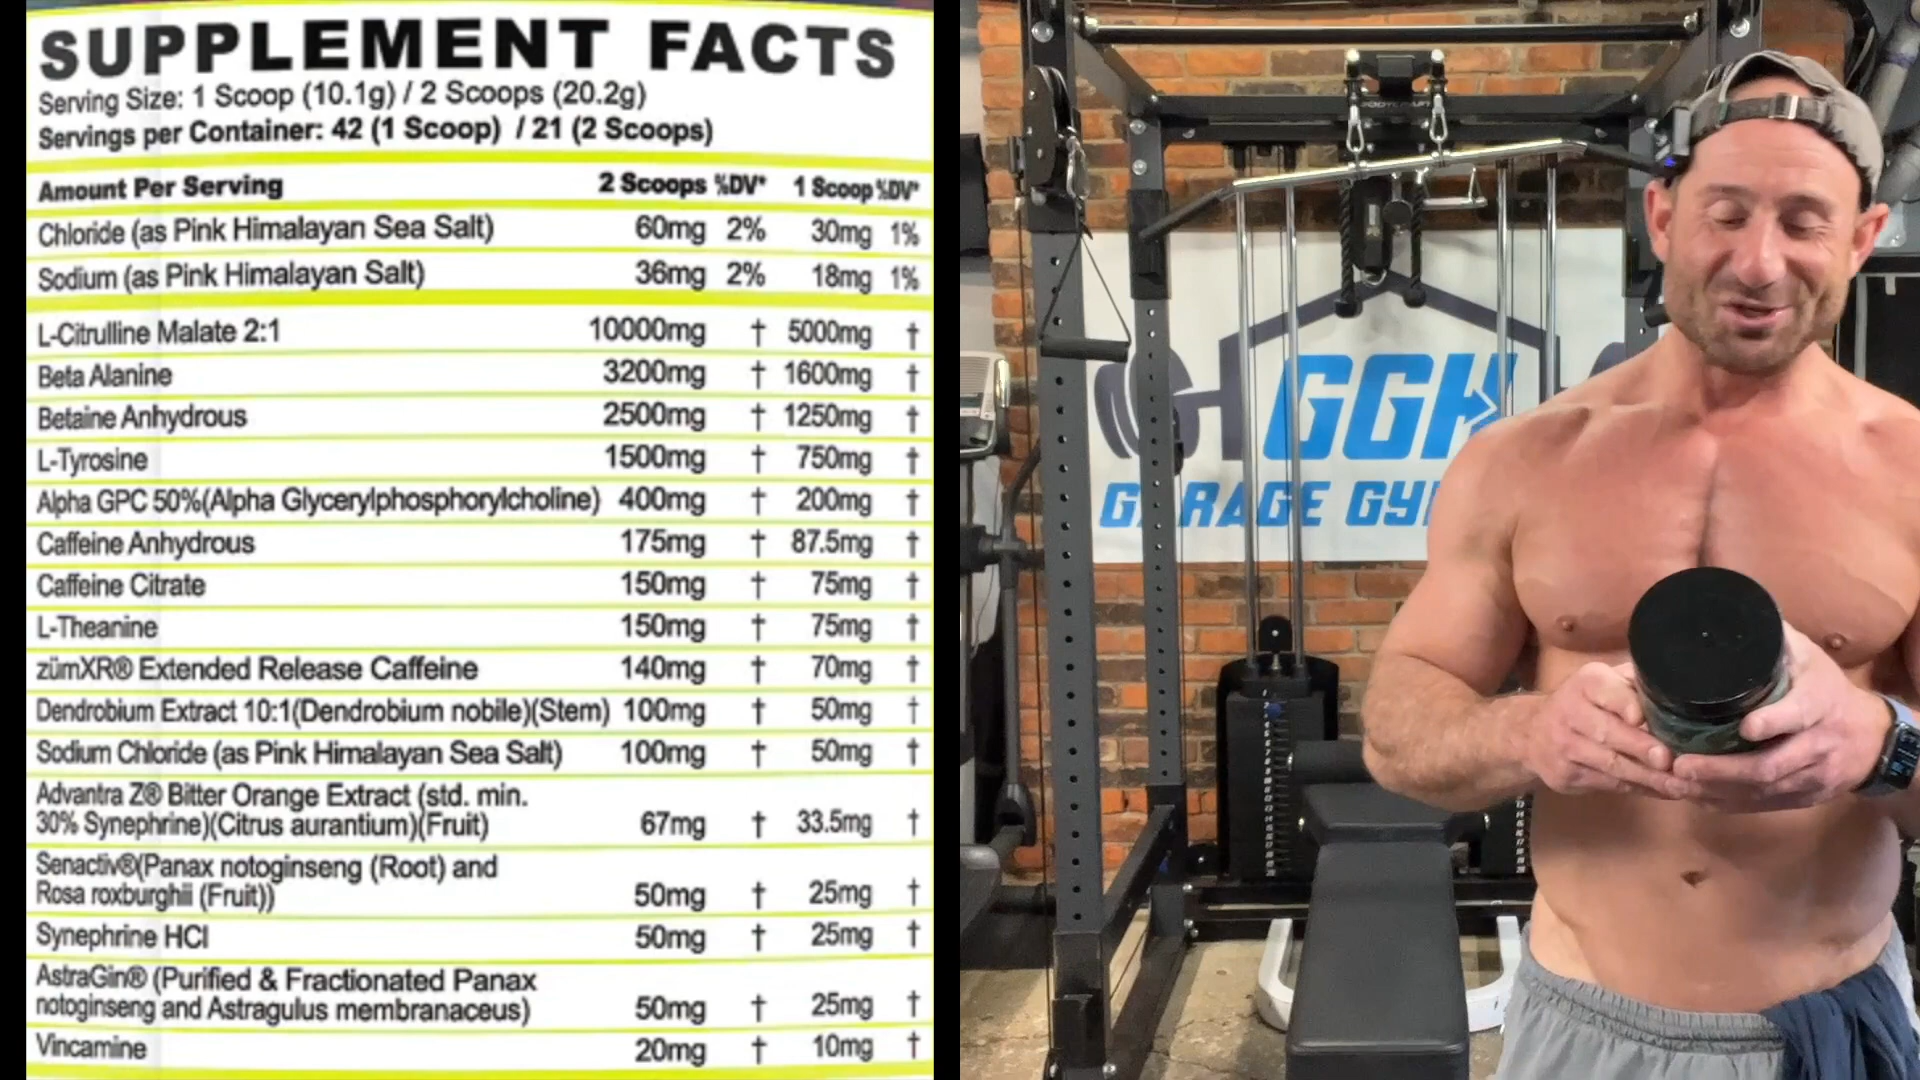 SUPPLEMENT FACTS
Serving Size: 1 Scoop (10.1g) / 2 Scoops (20.2g)
Servings per Container: 42 (1 Scoop) / 21 (2 Scoops)
Amount Per Serving 2 Scoops %DV* 1 Scoop %DV*
Chloride (as Pink Himalayan Sea Salt) 60mg 2% 30mg 1%
Sodium (as Pink Himalayan Salt) 36mg 2% 18mg 1%
L-Citrulline Malate 2:1 10000mg † 5000mg †
Beta Alanine 3200mg † 1600mg †
Betaine Anhydrous 2500mg † 1250mg †
L-Tyrosine 1500mg † 750mg †
Alpha GPC 50%(Alpha Glycerylphosphorylcholine) 400mg † 200mg †
Caffeine Anhydrous 175mg † 87.5mg †
Caffeine Citrate 150mg † 75mg †
L-Theanine 150mg † 75mg †
zümXR® Extended Release Caffeine 140mg † 70mg †
Dendrobium Extract 10:1(Dendrobium nobile)(Stem) 100mg † 50mg †
Sodium Chloride (as Pink Himalayan Sea Salt) 100mg † 50mg †
Advantra Z® Bitter Orange Extract (std. min.
30% Synephrine)(Citrus aurantium)(Fruit) 67mg † 33.5mg †
Senactiv®(Panax notoginseng (Root) and
Rosa roxburghii (Fruit)) 50mg † 25mg †
Synephrine HCl 50mg † 25mg †
AstraGin® (Purified & Fractionated Panax
notoginseng and Astragulus membranaceus) 50mg † 25mg †
Vincamine 20mg † 10mg †
GGH
GARAGE GY